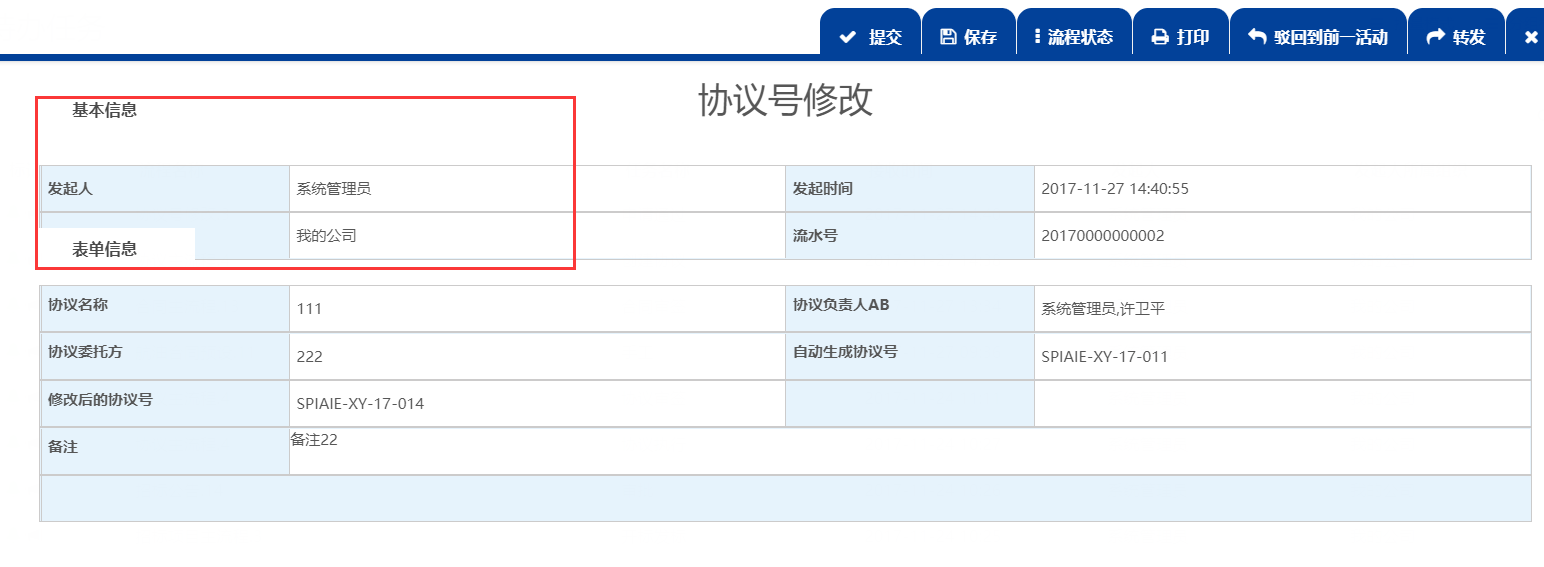 提交 保存 流程状态 打印 驳回到前一活动 转发
协议号修改
基本信息
发起人 系统管理员 发起时间 2017-11-27 14:40:55
我的公司 流水号 20170000000002
表单信息
协议名称 111 协议负责人AB 系统管理员,许卫平
协议委托方 222 自动生成协议号 SPIAIE-XY-17-011
修改后的协议号 SPIAIE-XY-17-014
备注 备注22